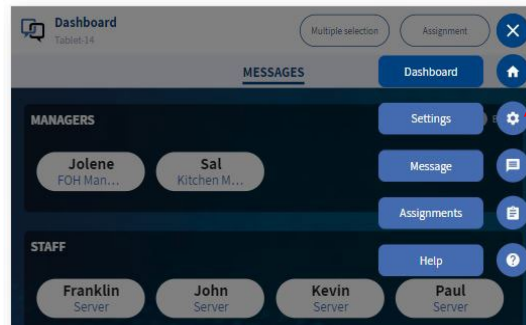 Dashboard
Tablet-14
Multiple selection
Assignment
MESSAGES
Dashboard
MANAGERS
Settings
Jolene
FOH Man...
Sal
Kitchen M...
Message
Assignments
STAFF
Help
Franklin
Server
John
Server
Kevin
Server
Paul
Server